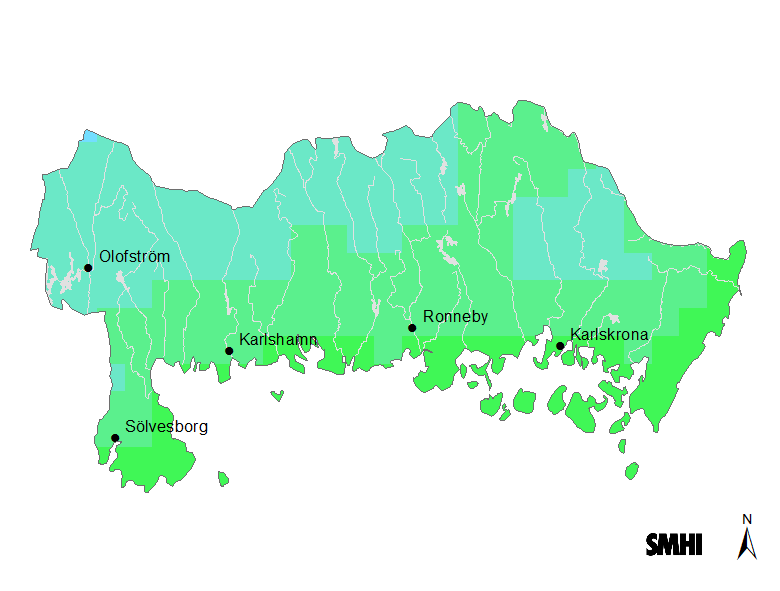 Olofström
Ronneby
Karlshamn
Karlskrona
Sölvesborg
N
SMHI